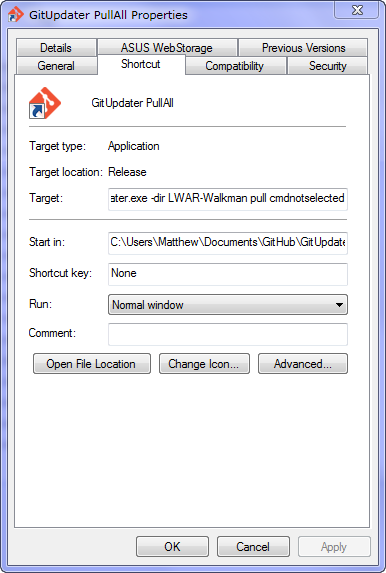 GitUpdater PullAll Properties
Details ASUS WebStorage Previous Versions
General Shortcut Compatibility Security
GitUpdater PullAll
Target type: Application
Target location: Release
Target: ater.exe -dir LWAR-Walkman pull cmdnotselected
Start in: C:\Users\Matthew\Documents\GitHub\GitUpdate
Shortcut key: None
Run: Normal window
Comment:
Open File Location Change Icon... Advanced...
OK Cancel Apply